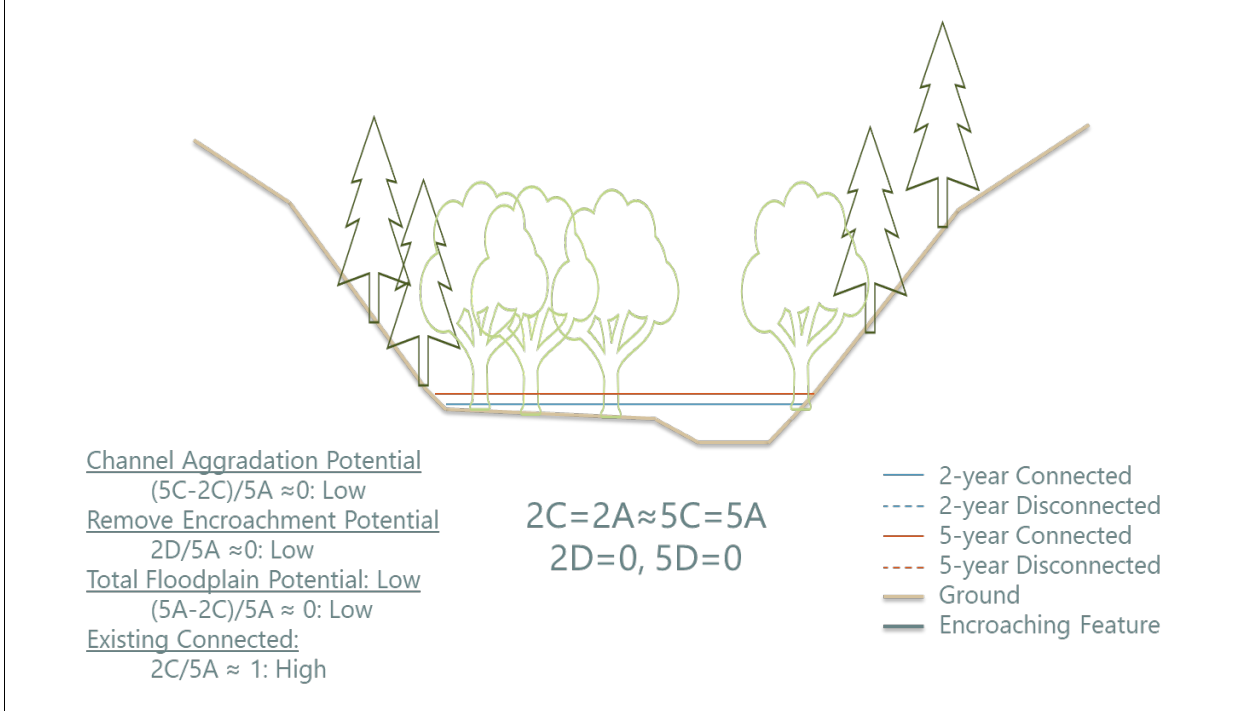 Channel Aggradation Potential
(5C-2C)/5A ≈0: Low
Remove Encroachment Potential
2D/5A ≈0: Low
Total Floodplain Potential: Low
(5A-2C)/5A ≈ 0: Low
Existing Connected:
2C/5A ≈ 1: High
2C=2A≈5C=5A
2D=0, 5D=0
2-year Connected
2-year Disconnected
5-year Connected
5-year Disconnected
Ground
Encroaching Feature